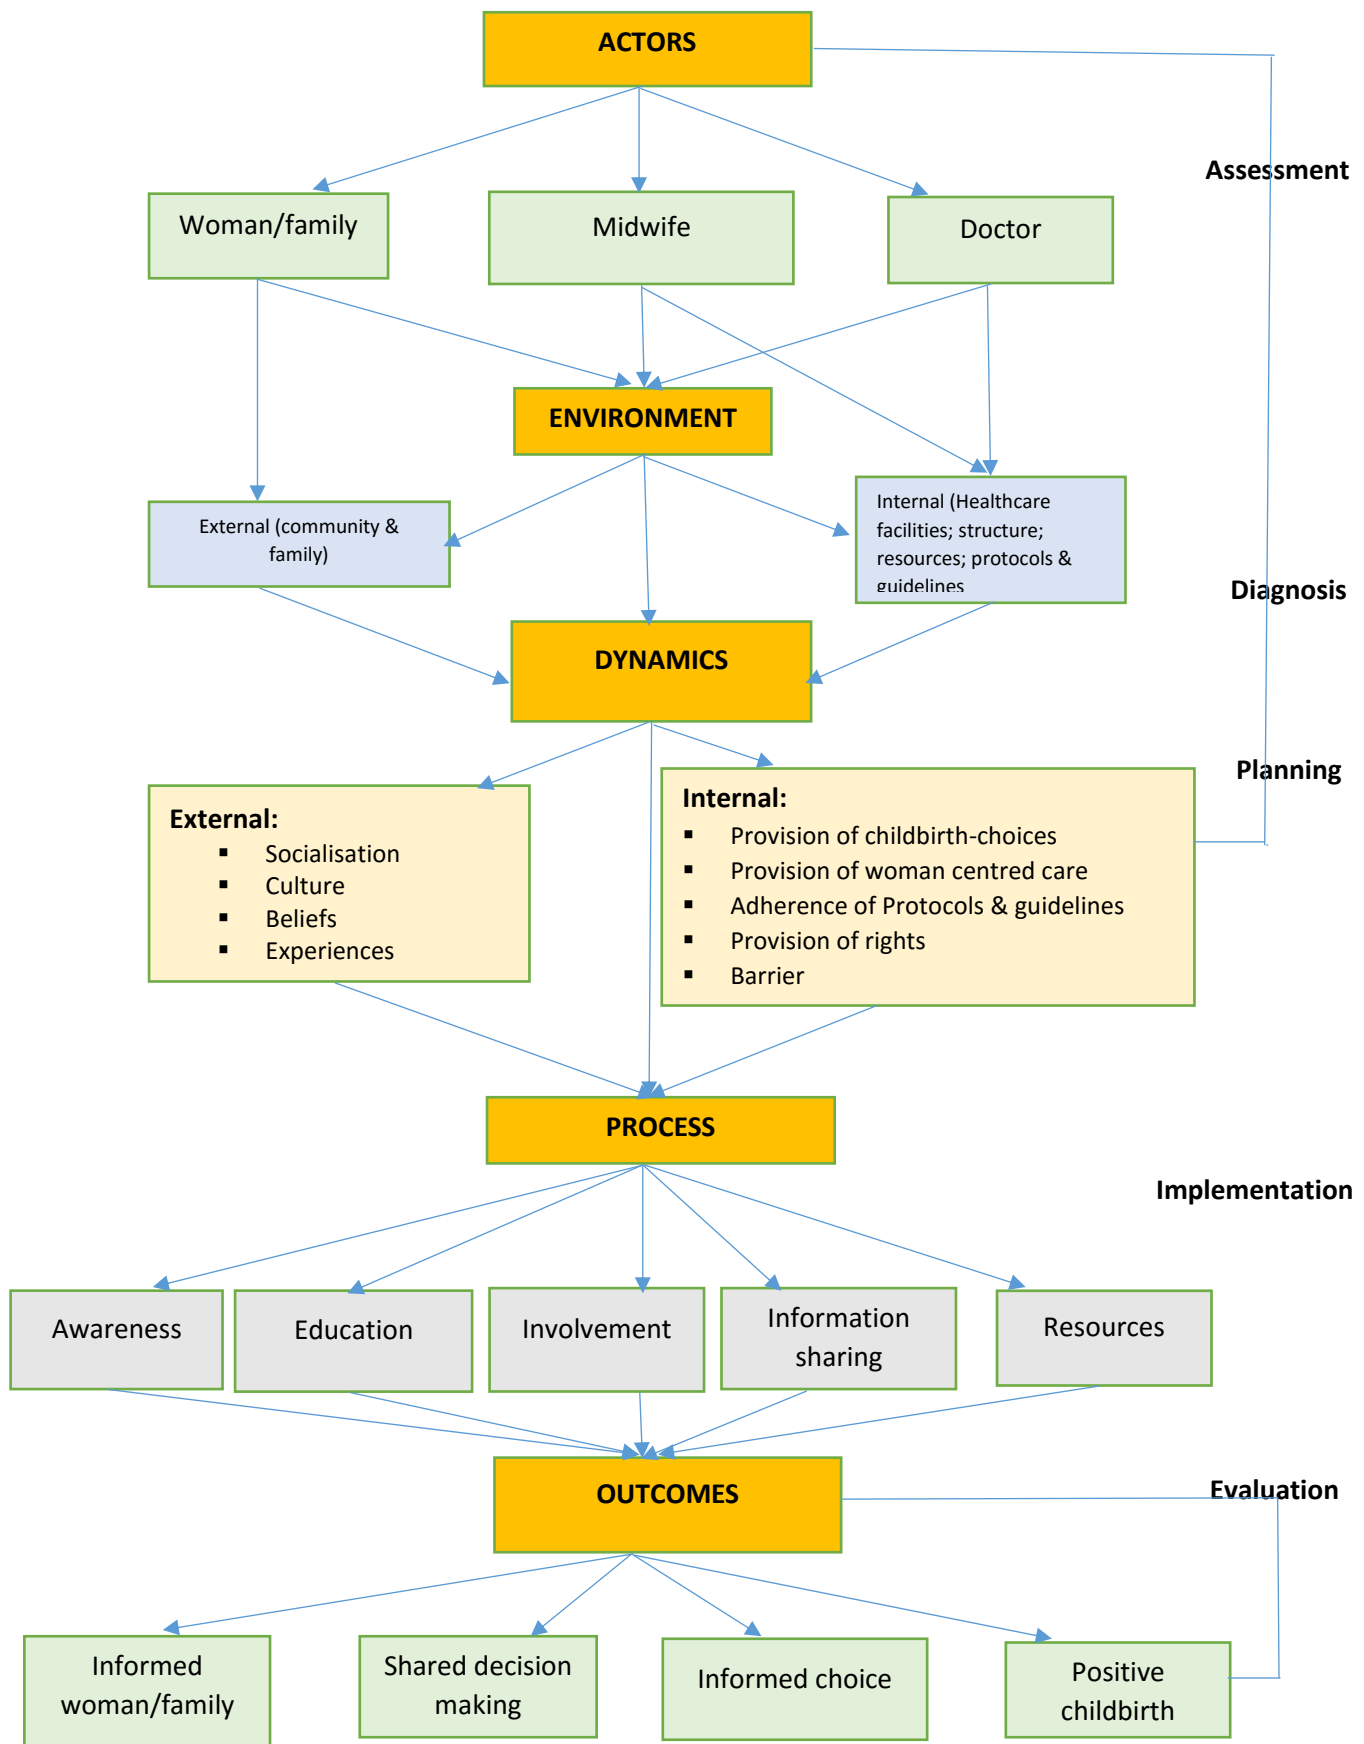 ACTORS
Assessment
Woman/family
Midwife
Doctor
ENVIRONMENT
External (community &
family)
Internal (Healthcare
facilities; structure;
resources; protocols &
guidelines
Diagnosis
DYNAMICS
Planning
External:
▪ Socialisation
▪ Culture
▪ Beliefs
▪ Experiences
Internal:
▪ Provision of childbirth-choices
▪ Provision of woman centred care
▪ Adherence of Protocols & guidelines
▪ Provision of rights
▪ Barrier
PROCESS
Implementation
Awareness
Education
Involvement
Information
sharing
Resources
OUTCOMES
Evaluation
Informed
woman/family
Shared decision
making
Informed choice
Positive
childbirth